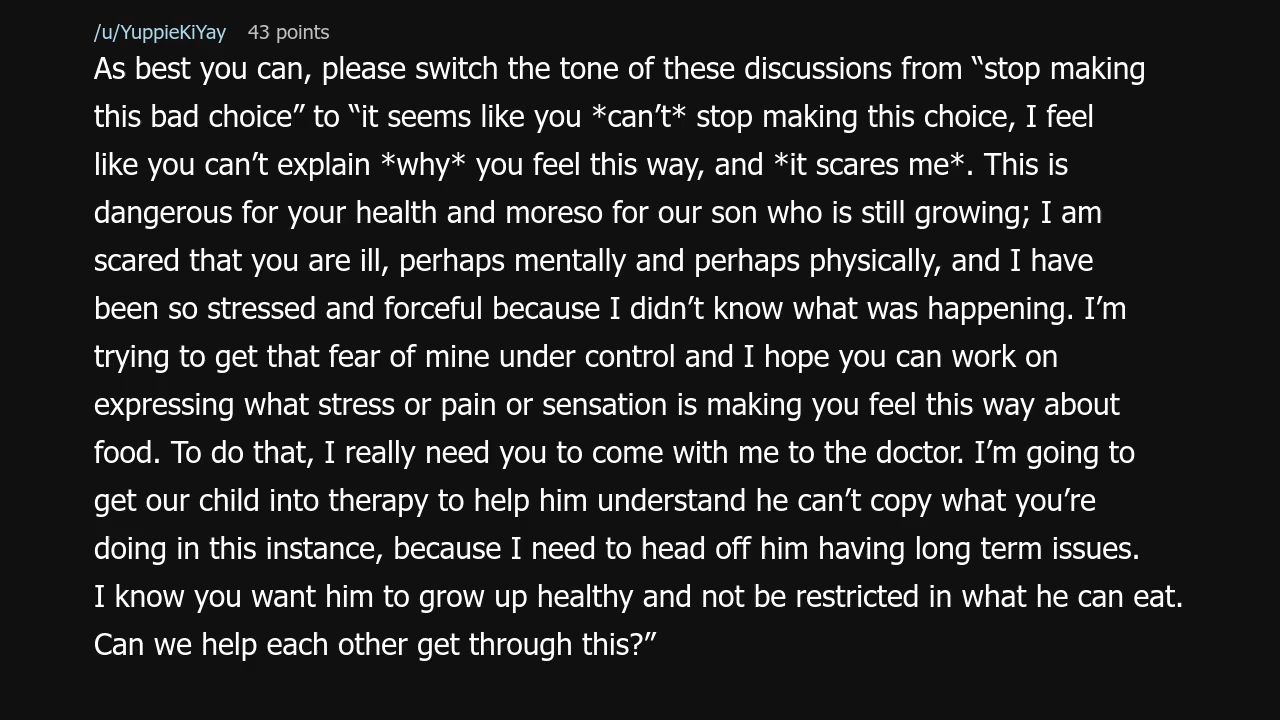 /u/YuppieKiYay 43 points
As best you can, please switch the tone of these discussions from “stop making
this bad choice” to “it seems like you *can’t* stop making this choice, I feel
like you can’t explain *why* you feel this way, and *it scares me*. This is
dangerous for your health and moreso for our son who is still growing; I am
scared that you are ill, perhaps mentally and perhaps physically, and I have
been so stressed and forceful because I didn’t know what was happening. I’m
trying to get that fear of mine under control and I hope you can work on
expressing what stress or pain or sensation is making you feel this way about
food. To do that, I really need you to come with me to the doctor. I’m going to
get our child into therapy to help him understand he can’t copy what you’re
doing in this instance, because I need to head off him having long term issues.
I know you want him to grow up healthy and not be restricted in what he can eat.
Can we help each other get through this?”